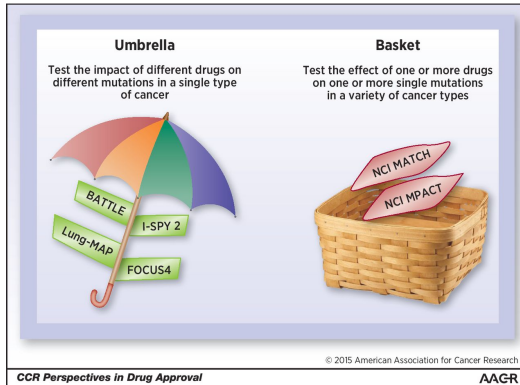 Umbrella
Test the impact of different drugs on
different mutations in a single type
of cancer
BATTLE
I-SPY 2
Lung-MAP
FOCUS4
Basket
Test the effect of one or more drugs
on one or more single mutations
in a variety of cancer types
NCI MATCH
NCI MPACT
© 2015 American Association for Cancer Research
CCR Perspectives in Drug Approval
AACR